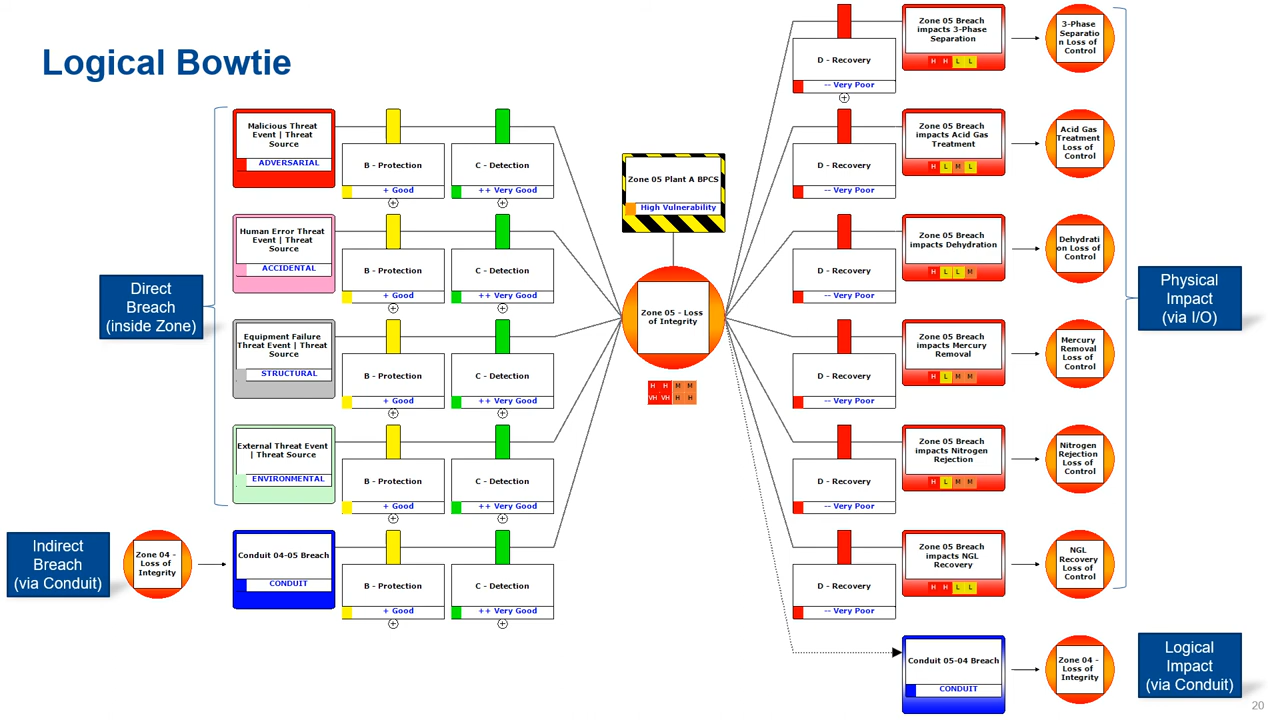 Logical Bowtie
Direct
Breach
(inside Zone)
Indirect
Breach
(via Conduit)
Zone 04 -
Loss of
Integrity
Malicious Threat
Event | Threat
Source
ADVERSARIAL
B - Protection
+ Good
C - Detection
++ Very Good
Human Error Threat
Event | Threat
Source
ACCIDENTAL
B - Protection
+ Good
C - Detection
++ Very Good
Equipment Failure
Threat Event | Threat
Source
STRUCTURAL
B - Protection
+ Good
C - Detection
++ Very Good
External Threat Event
| Threat Source
ENVIRONMENTAL
B - Protection
+ Good
C - Detection
++ Very Good
Conduit 04-05 Breach
CONDUIT
B - Protection
+ Good
C - Detection
++ Very Good
Zone 05 Plant A BPCS
High Vulnerability
Zone 05 - Loss
of Integrity
H H M M
VH VH H H
D - Recovery
-- Very Poor
Zone 05 Breach
impacts 3-Phase
Separation
H H L L
3-Phase
Separatio
n Loss of
Control
D - Recovery
-- Very Poor
Zone 05 Breach
impacts Acid Gas
Treatment
H L M L
Acid Gas
Treatment
Loss of
Control
D - Recovery
-- Very Poor
Zone 05 Breach
impacts Dehydration
H L L M
Dehydrati
on Loss of
Control
D - Recovery
-- Very Poor
Zone 05 Breach
impacts Mercury
Removal
H L M M
Mercury
Removal
Loss of
Control
D - Recovery
-- Very Poor
Zone 05 Breach
impacts Nitrogen
Rejection
H L M M
Nitrogen
Rejection
Loss of
Control
D - Recovery
-- Very Poor
Zone 05 Breach
impacts NGL
Recovery
H H L L
NGL
Recovery
Loss of
Control
Conduit 05-04 Breach
CONDUIT
Zone 04 -
Loss of
Integrity
Physical
Impact
(via I/O)
Logical
Impact
(via Conduit)
20